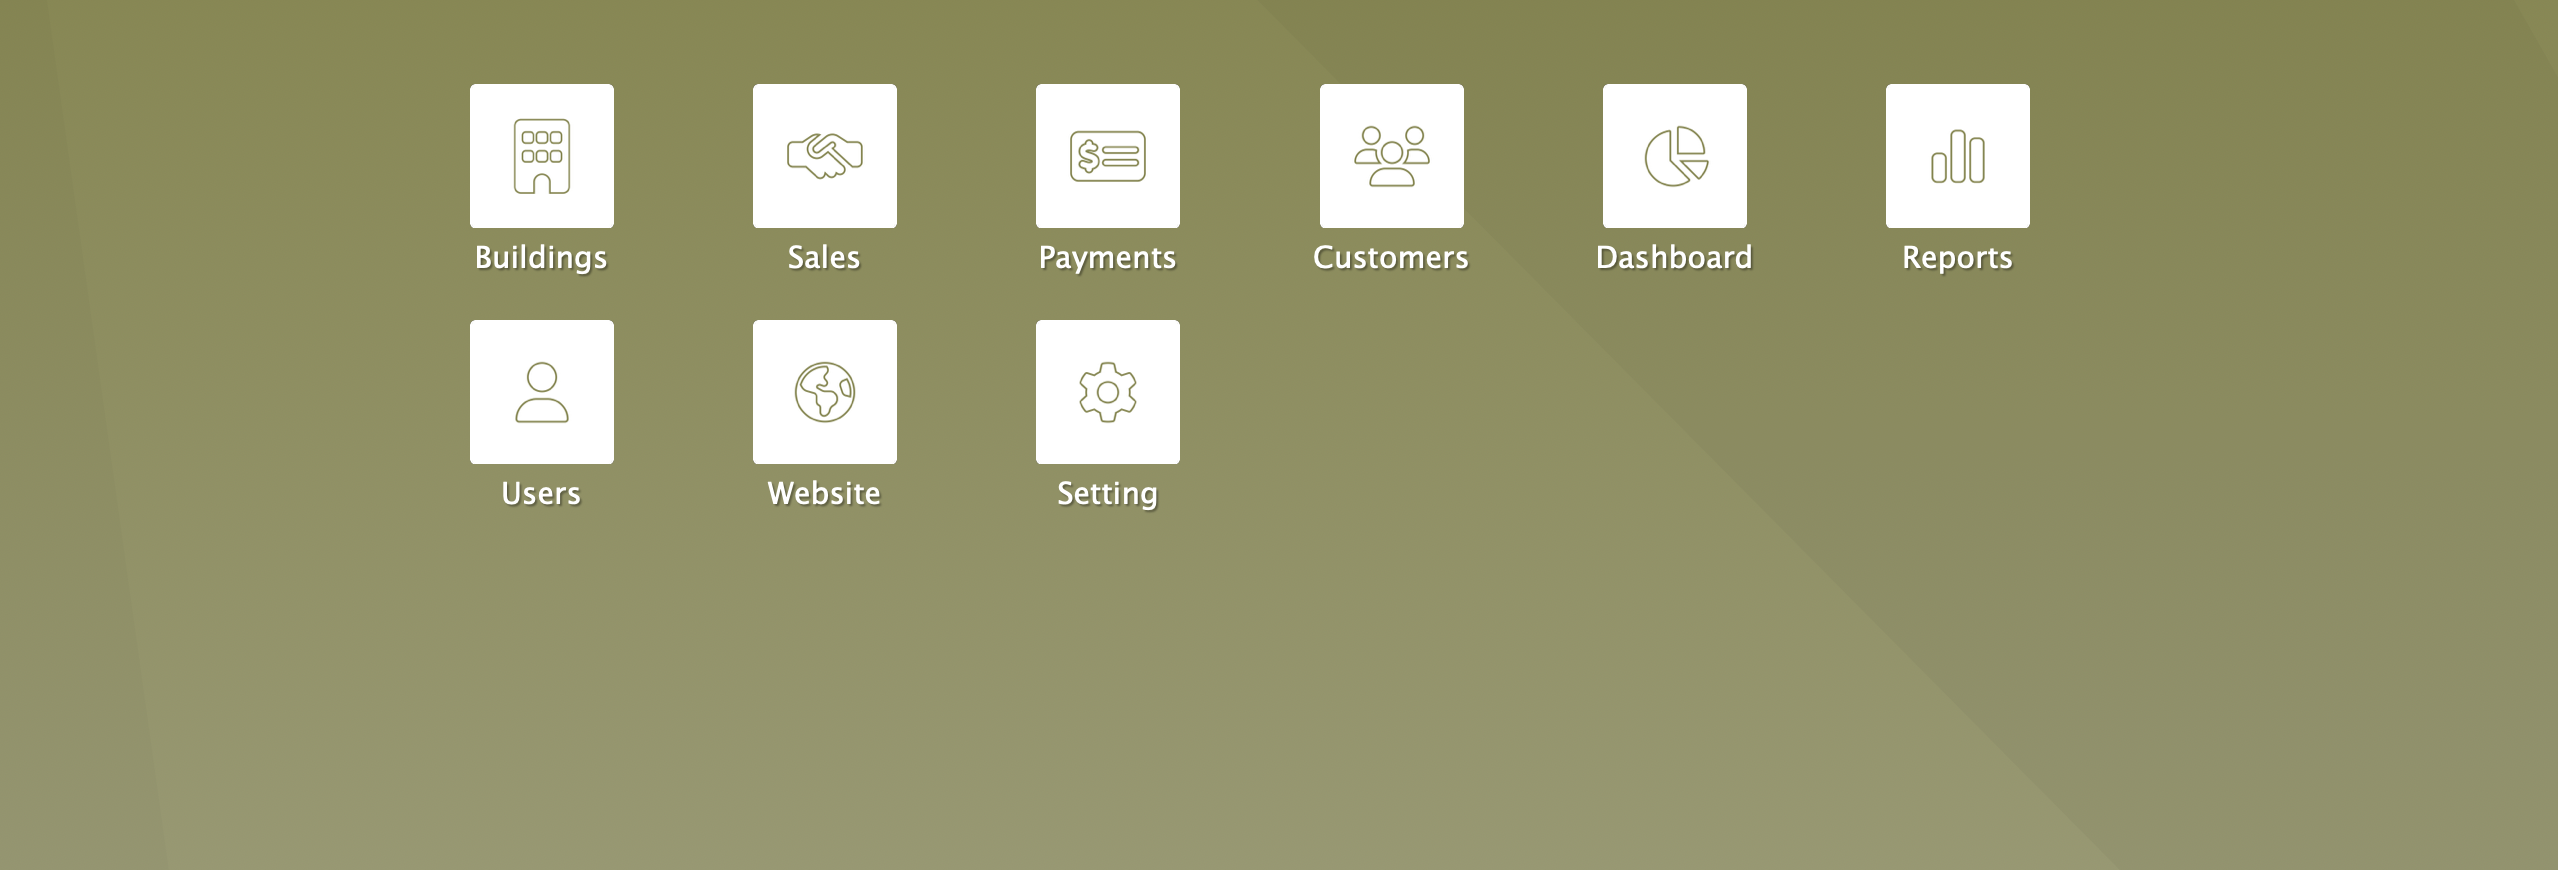 Buildings
Sales
Payments
Customers
Dashboard
Reports
Users
Website
Setting